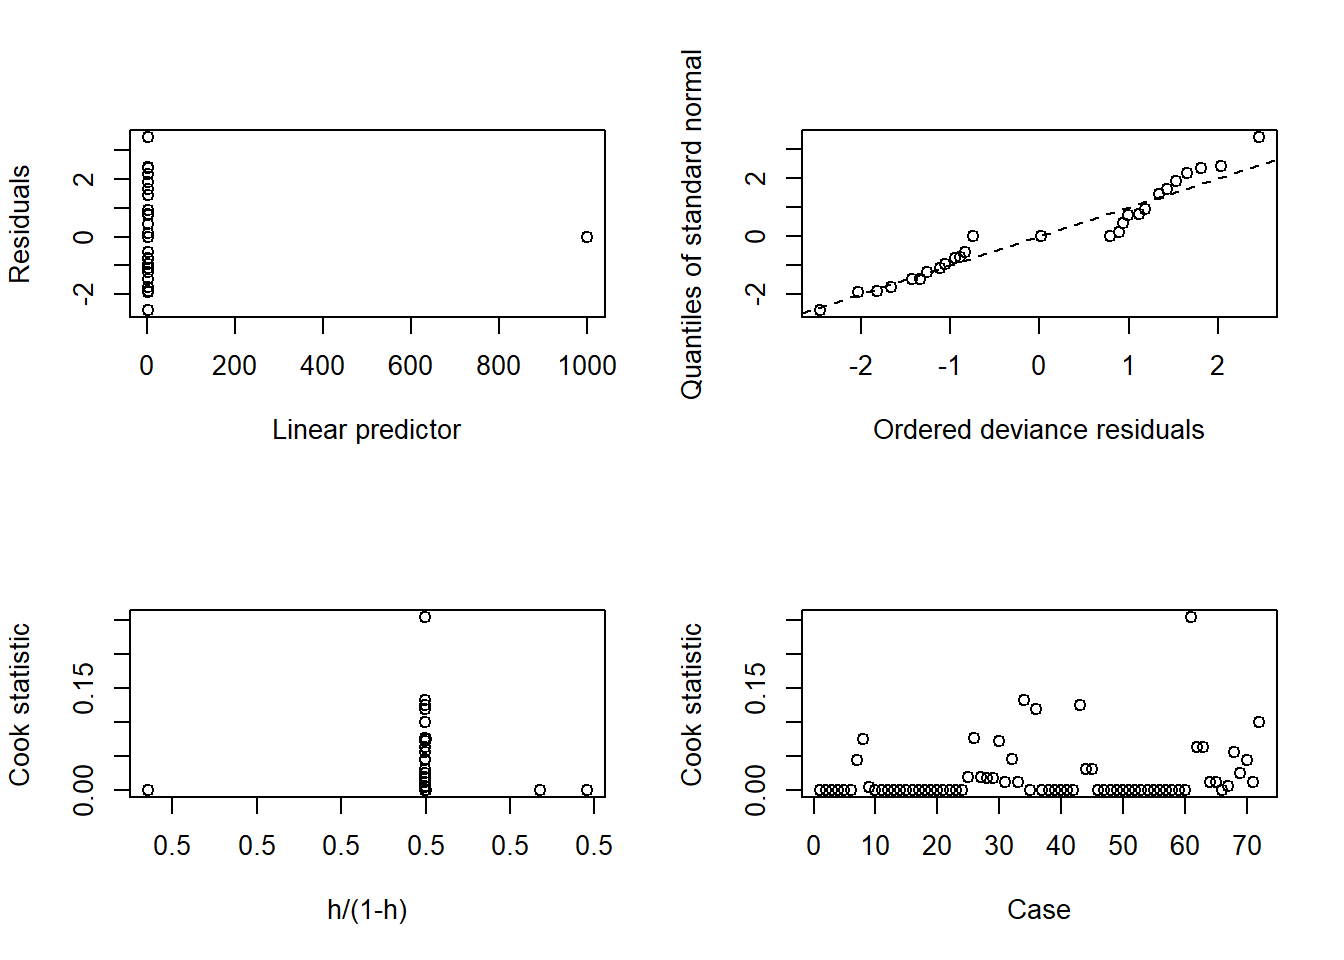 Residuals
2
0
-2
0 200 400 600 800 1000
Linear predictor
Quantiles of standard normal
2
0
-2
-2 -1 0 1 2
Ordered deviance residuals
Cook statistic
0.15
0.00
0.5 0.5 0.5 0.5 0.5 0.5
h/(1-h)
Cook statistic
0.15
0.00
0 10 20 30 40 50 60 70
Case